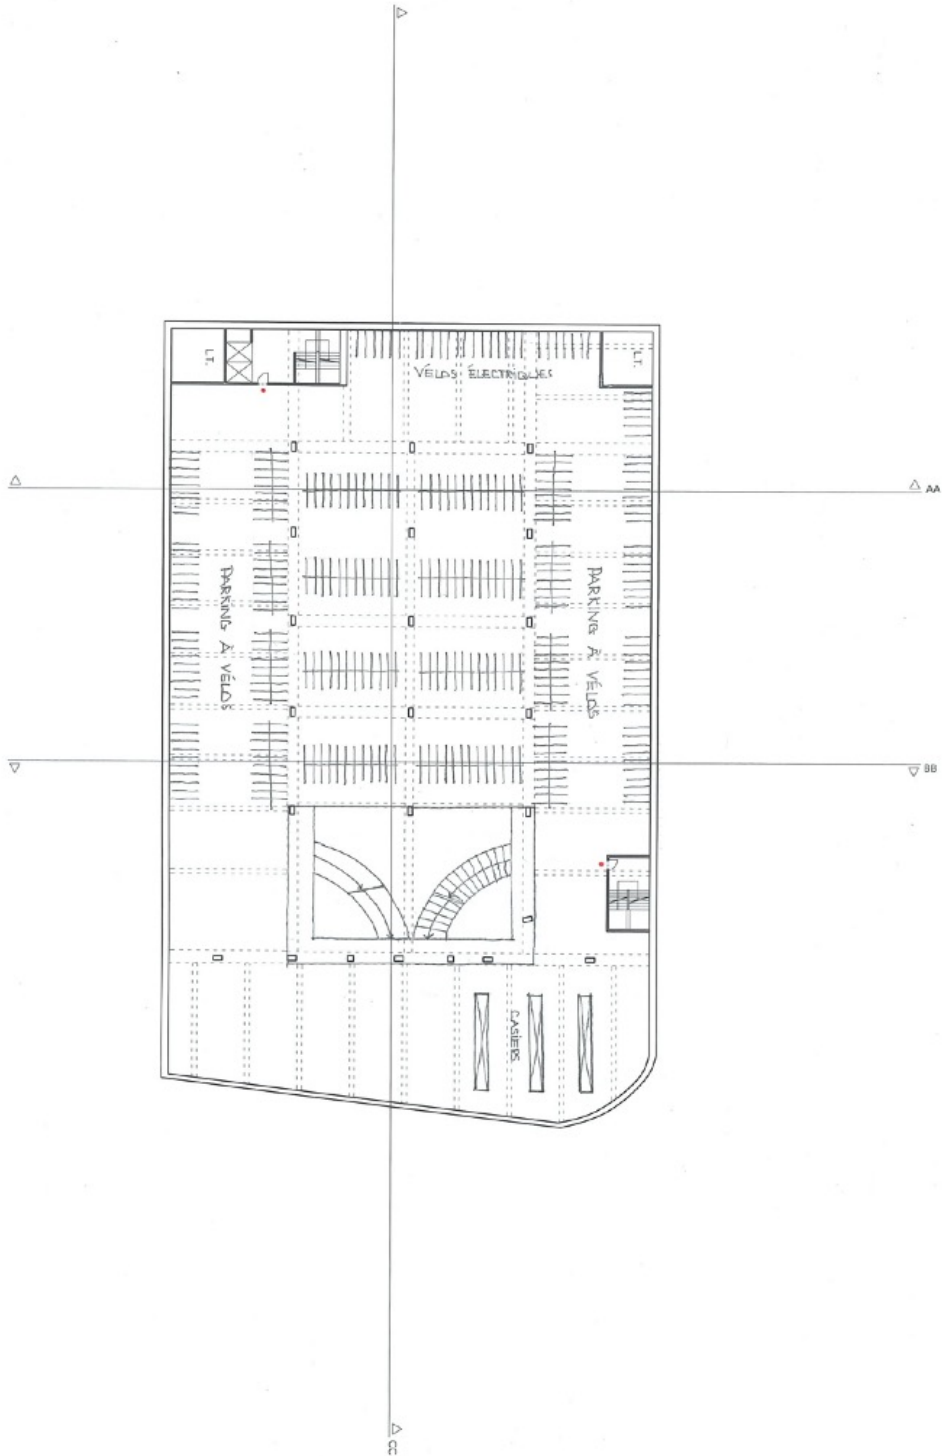 L.T.
L.T.
VÉLOS ÉLECTRIQUES
AA
PARKING À VÉLOS
PARKING À VÉLOS
BB
CASIERS
CC